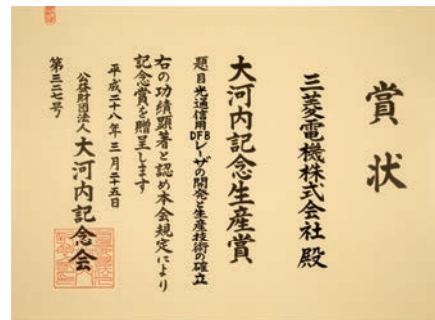 賞状
三菱電機株式会社 殿
大河内記念生産賞
題目 光通信用DFBレーザの開発と生産技術の確立
右の功績顕著と認め本会規定により
記念賞を贈呈します
平成二十八年三月二十五日
公益財団法人 大河内記念会
第三二七号